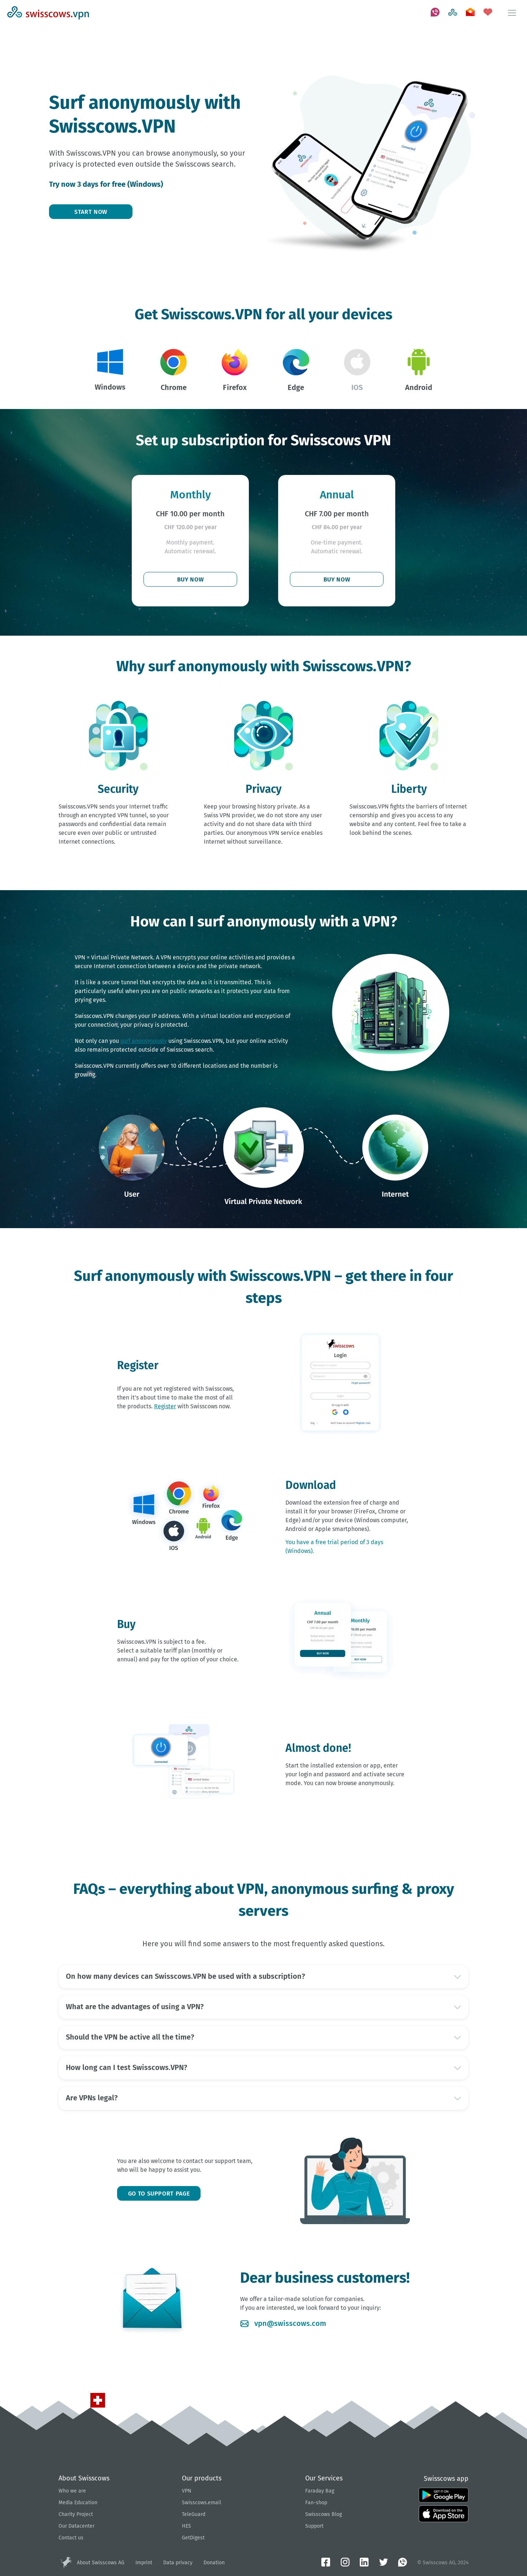 swisscows.vpn
Surf anonymously with
Swisscows.VPN
With Swisscows.VPN you can browse anonymously, so your
privacy is protected even outside the Swisscows search.
Try now 3 days for free (Windows)
START NOW
Get Swisscows.VPN for all your devices
Windows
Chrome
Firefox
Edge
IOS
Android
Set up subscription for Swisscows VPN
Monthly
CHF 10.00 per month
CHF 120.00 per year
Monthly payment.
Automatic renewal.
BUY NOW
Annual
CHF 7.00 per month
CHF 84.00 per year
One-time payment.
Automatic renewal.
BUY NOW
Why surf anonymously with Swisscows.VPN?
Security
Swisscows.VPN sends your Internet traffic
through an encrypted VPN tunnel, so your
passwords and confidential data remain
secure even over public or untrusted
Internet connections.
Privacy
Keep your browsing history private. As a
Swiss VPN provider, we do not store any user
activity and do not share data with third
parties. Our anonymous VPN service enables
Internet without surveillance.
Liberty
Swisscows.VPN fights the barriers of Internet
censorship and gives you access to any
website and any content. Feel free to take a
look behind the scenes.
How can I surf anonymously with a VPN?
VPN = Virtual Private Network. A VPN encrypts your online activities and provides a
secure Internet connection between a device and the private network.
It is like a secure tunnel that encrypts the data as it is transmitted. This is
particularly useful when you are on public networks as it protects your data from
prying eyes.
Swisscows.VPN changes your IP address. With a virtual location and encryption of
your connection, your privacy is protected.
Not only can you surf anonymously using Swisscows.VPN, but your online activity
also remains protected outside of Swisscows search.
Swisscows.VPN currently offers over 10 different locations and the number is
growing.
User
Virtual Private Network
Internet
Surf anonymously with Swisscows.VPN – get there in four
steps
Register
If you are not yet registered with Swisscows,
then it's about time to make the most of all
the products. Register with Swisscows now.
swisscows
Login
Windows
Chrome
Firefox
IOS
Android
Edge
Download
Download the extension free of charge and
install it for your browser (FireFox, Chrome or
Edge) and/or your device (Windows computer,
Android or Apple smartphones).
You have a free trial period of 3 days
(Windows).
Buy
Swisscows.VPN is subject to a fee.
Select a suitable tariff plan (monthly or
annual) and pay for the option of your choice.
Annual
CHF 7.00 per month
BUY NOW
Monthly
BUY NOW
Almost done!
Start the installed extension or app, enter
your login and password and activate secure
mode. You can now browse anonymously.
FAQs – everything about VPN, anonymous surfing & proxy
servers
Here you will find some answers to the most frequently asked questions.
On how many devices can Swisscows.VPN be used with a subscription?
What are the advantages of using a VPN?
Should the VPN be active all the time?
How long can I test Swisscows.VPN?
Are VPNs legal?
You are also welcome to contact our support team,
who will be happy to assist you.
GO TO SUPPORT PAGE
Dear business customers!
We offer a tailor-made solution for companies.
If you are interested, we look forward to your inquiry:
vpn@swisscows.com
About Swisscows
Who we are
Media Education
Charity Project
Our Datacenter
Contact us
Our products
VPN
Swisscows.email
TeleGuard
HES
GetDigest
Our Services
Faraday Bag
Fan-shop
Swisscows Blog
Support
Swisscows app
GET IT ON
Google Play
Download on the
App Store
About Swisscows AG
Imprint
Data privacy
Donation
© Swisscows AG, 2024